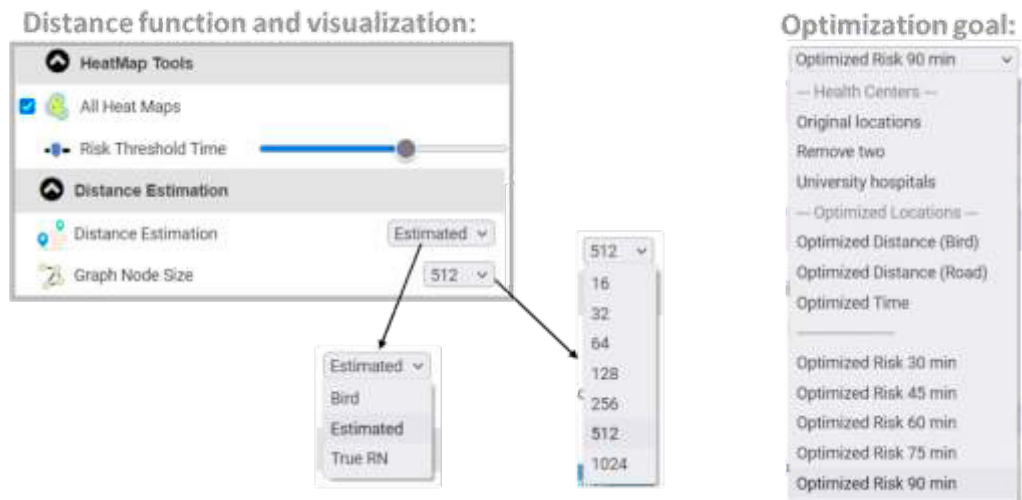 Distance function and visualization:
HeatMap Tools
All Heat Maps
Risk Threshold Time
Distance Estimation
Distance Estimation Estimated
Graph Node Size 512
Estimated
Bird
Estimated
True RN
512
16
32
64
128
256
512
1024
Optimization goal:
Optimized Risk 90 min
— Health Centers —
Original locations
Remove two
University hospitals
— Optimized Locations —
Optimized Distance (Bird)
Optimized Distance (Road)
Optimized Time
Optimized Risk 30 min
Optimized Risk 45 min
Optimized Risk 60 min
Optimized Risk 75 min
Optimized Risk 90 min